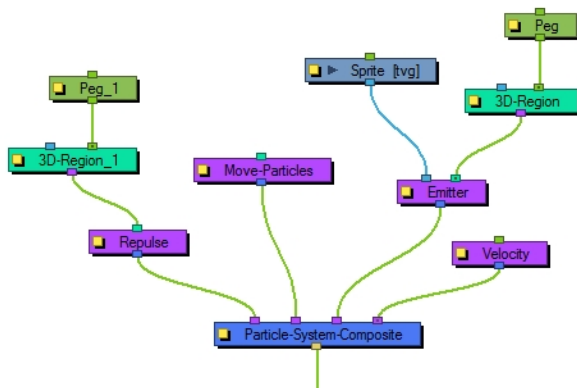 Peg
Sprite [tvg]
Peg_1
3D-Region
3D-Region_1
Move-Particles
Emitter
Repulse
Velocity
Particle-System-Composite